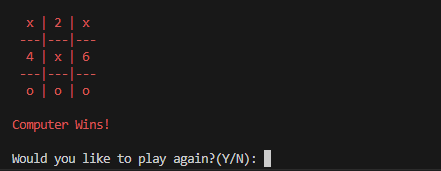 x | 2 | x
---|---|---
4 | x | 6
---|---|---
o | o | o
Computer Wins!
Would you like to play again?(Y/N):